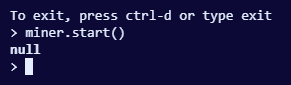 To exit, press ctrl-d or type exit
> miner.start()
null
>